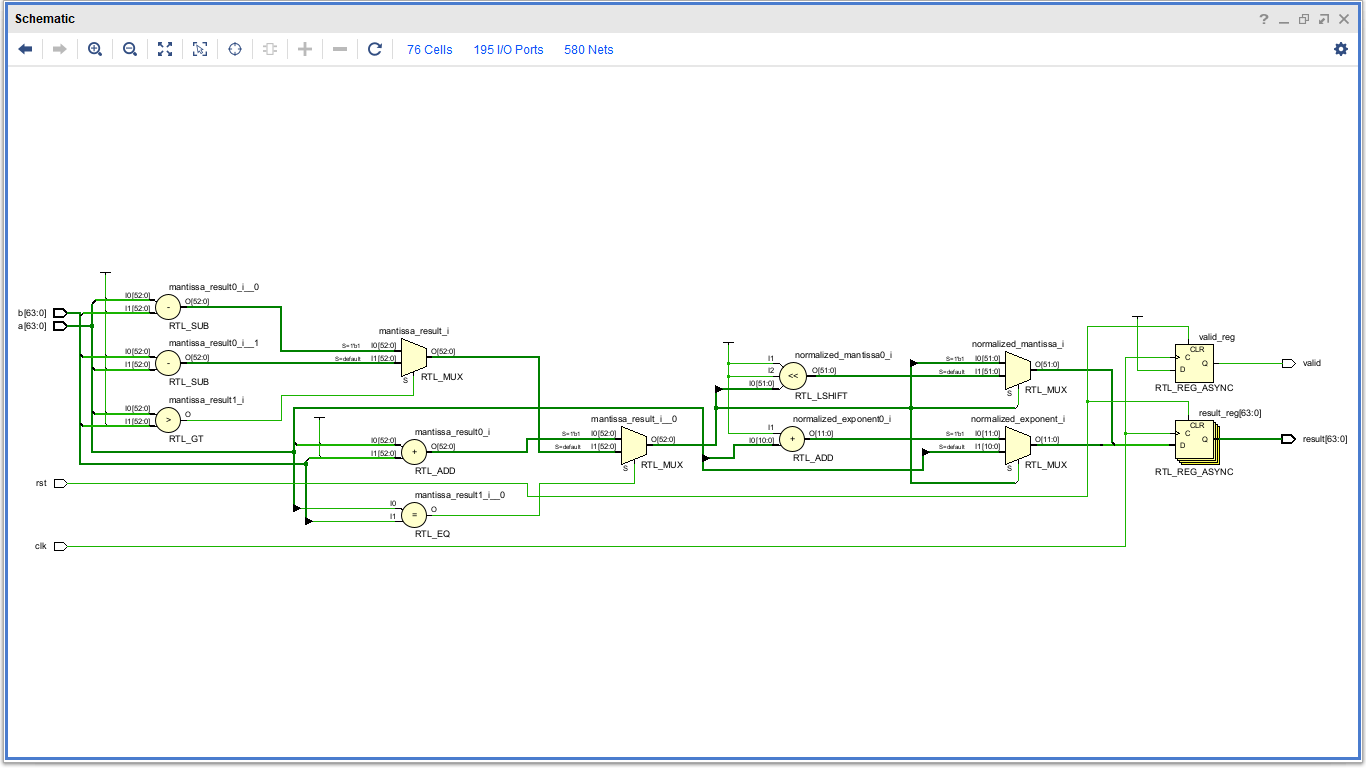 Schematic
76 Cells 195 I/O Ports 580 Nets
b[63:0]
a[63:0]
rst
clk
mantissa_result0_i__0
I0[52:0]
I1[52:0]
-
O[52:0]
RTL_SUB
mantissa_result0_i__1
I0[52:0]
I1[52:0]
-
O[52:0]
RTL_SUB
mantissa_result1_i
I0[52:0]
I1[52:0]
>
O
RTL_GT
mantissa_result_i
S=1'b1 I0[52:0]
S=default I1[52:0]
O[52:0]
S
RTL_MUX
mantissa_result0_i
I0[52:0]
I1[52:0]
+
O[52:0]
RTL_ADD
mantissa_result1_i__0
I0
I1
=
O
RTL_EQ
mantissa_result_i__0
S=1'b1 I0[52:0]
S=default I1[52:0]
O[52:0]
S
RTL_MUX
normalized_mantissa0_i
I1
I2
I0[51:0]
<<
O[51:0]
RTL_LSHIFT
normalized_exponent0_i
I1
I0[10:0]
+
O[11:0]
RTL_ADD
normalized_mantissa_i
S=1'b1 I0[51:0]
S=default I1[51:0]
O[51:0]
S
RTL_MUX
normalized_exponent_i
S=1'b1 I0[11:0]
S=default I1[10:0]
O[11:0]
S
RTL_MUX
valid_reg
CLR
C
D
Q
RTL_REG_ASYNC
valid
result_reg[63:0]
CLR
C
D
Q
RTL_REG_ASYNC
result[63:0]